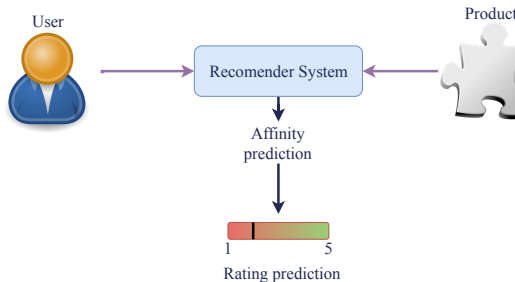 User
Product
Recomender System
Affinity
prediction
1
5
Rating prediction